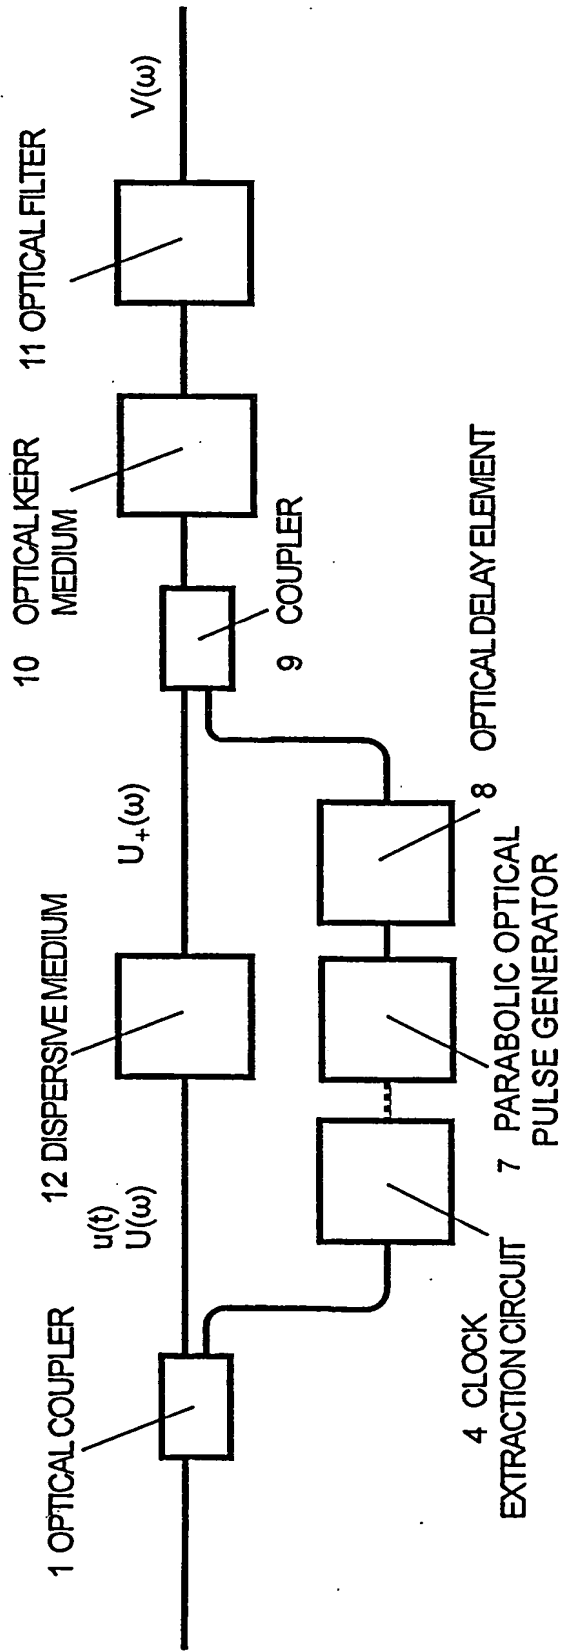 1 OPTICAL COUPLER
u(t)
U(ω)
12 DISPERSIVE MEDIUM
U₊(ω)
10 OPTICAL KERR
MEDIUM
11 OPTICAL FILTER
V(ω)
4 CLOCK
EXTRACTION CIRCUIT
7 PARABOLIC OPTICAL
PULSE GENERATOR
8 OPTICAL DELAY ELEMENT
9 COUPLER